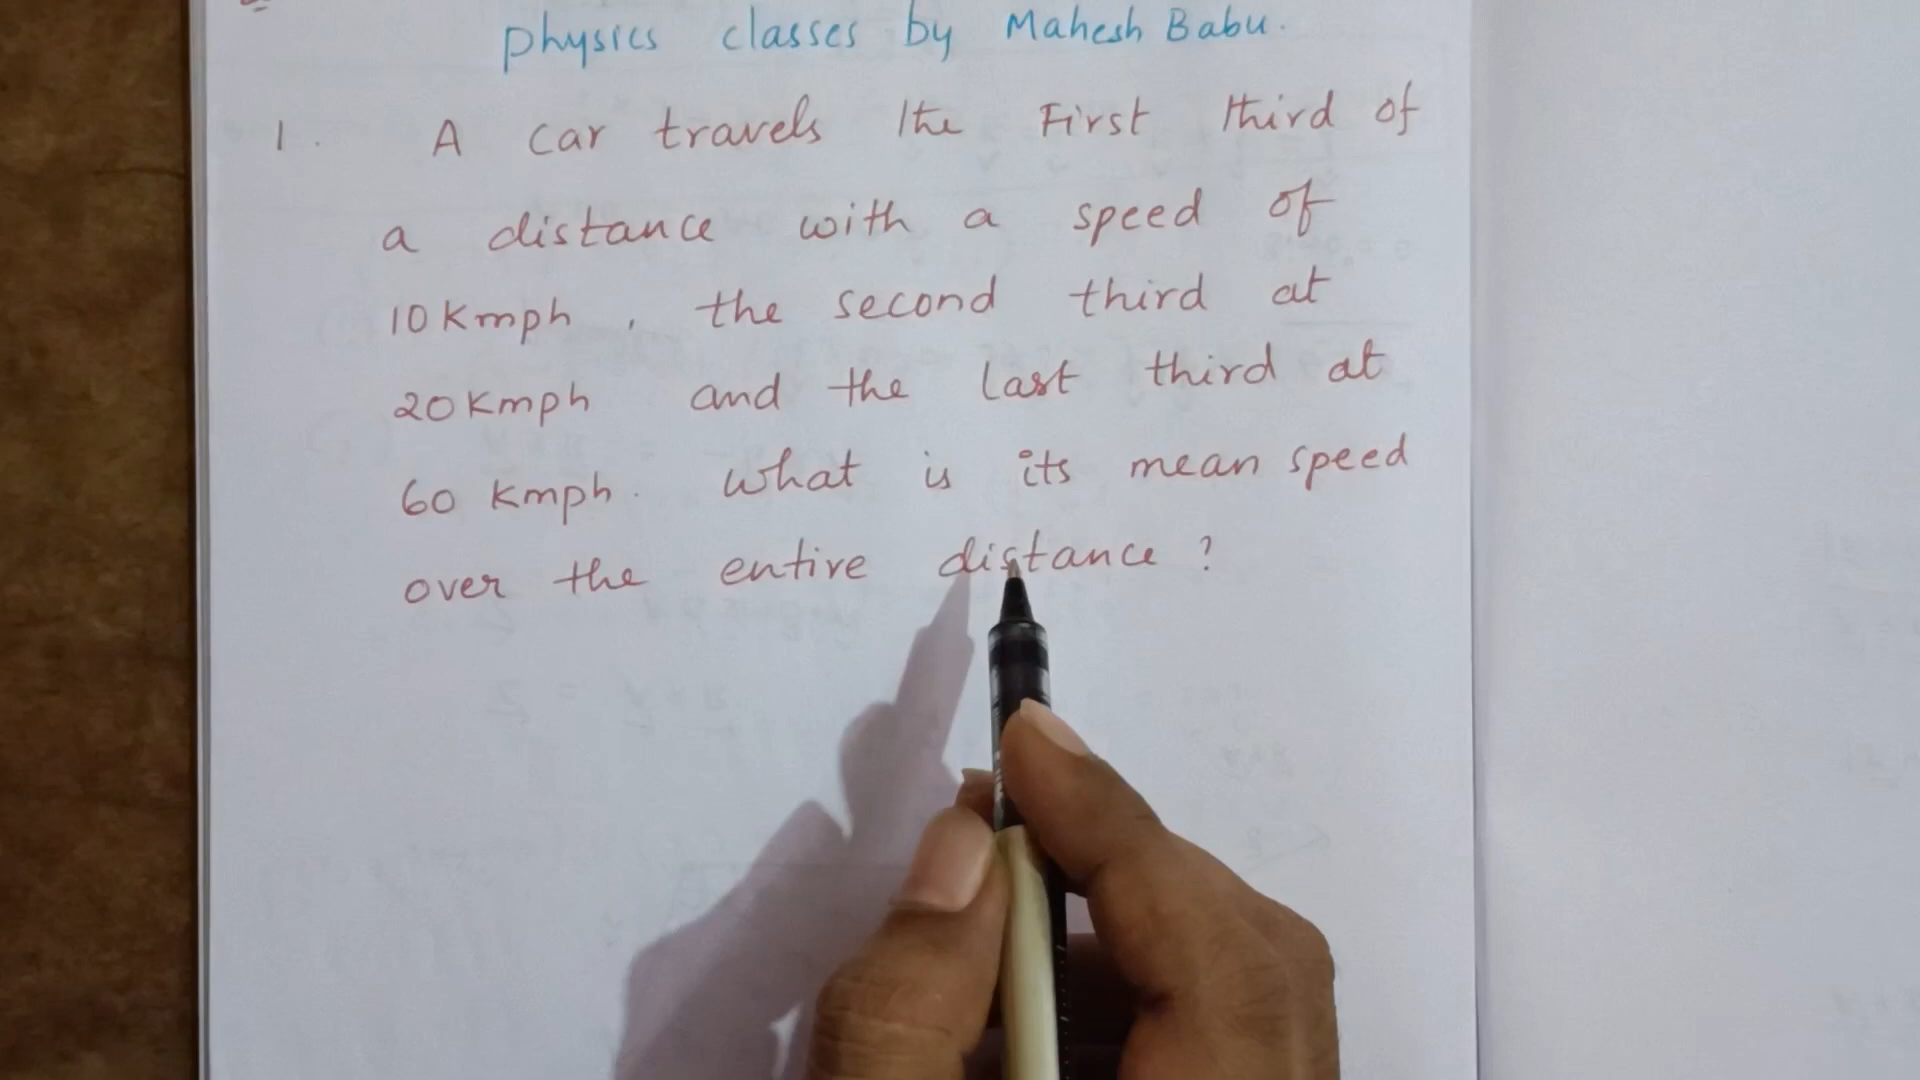 physics classes by Mahesh Babu.
1. A car travels the First third of
a distance with a speed of
10 Kmph, the second third at
20 Kmph and the last third at
60 Kmph. what is its mean speed
over the entire distance ?